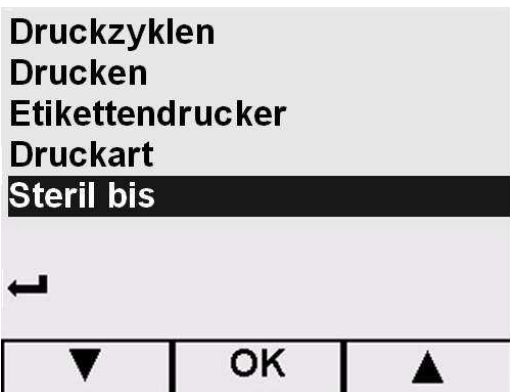 Druckzyklen
Drucken
Etikettendrucker
Druckart
Steril bis
OK